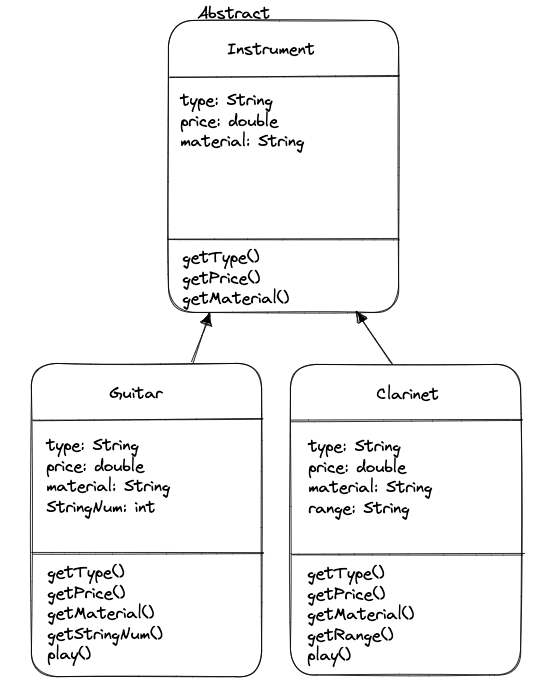 Abstract
Instrument
type: String
price: double
material: String
getType()
getPrice()
getMaterial()
Guitar
type: String
price: double
material: String
StringNum: int
getType()
getPrice()
getMaterial()
getStringNum()
play()
Clarinet
type: String
price: double
material: String
range: String
getType()
getPrice()
getMaterial()
getRange()
play()